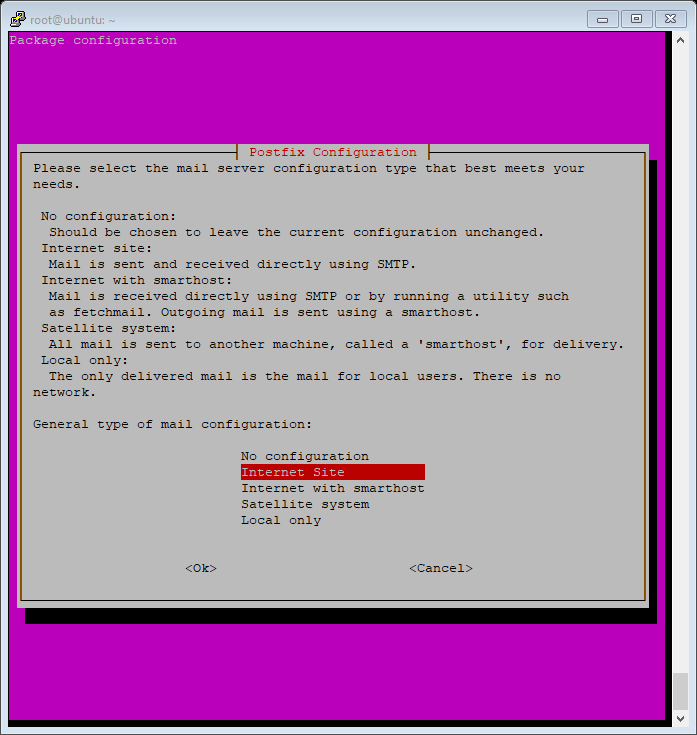 root@ubuntu: ~
Package configuration
Postfix Configuration
Please select the mail server configuration type that best meets your
needs.
No configuration:
Should be chosen to leave the current configuration unchanged.
Internet site:
Mail is sent and received directly using SMTP.
Internet with smarthost:
Mail is received directly using SMTP or by running a utility such
as fetchmail. Outgoing mail is sent using a smarthost.
Satellite system:
All mail is sent to another machine, called a 'smarthost', for delivery.
Local only:
The only delivered mail is the mail for local users. There is no
network.
General type of mail configuration:
No configuration
Internet Site
Internet with smarthost
Satellite system
Local only
<Ok> <Cancel>